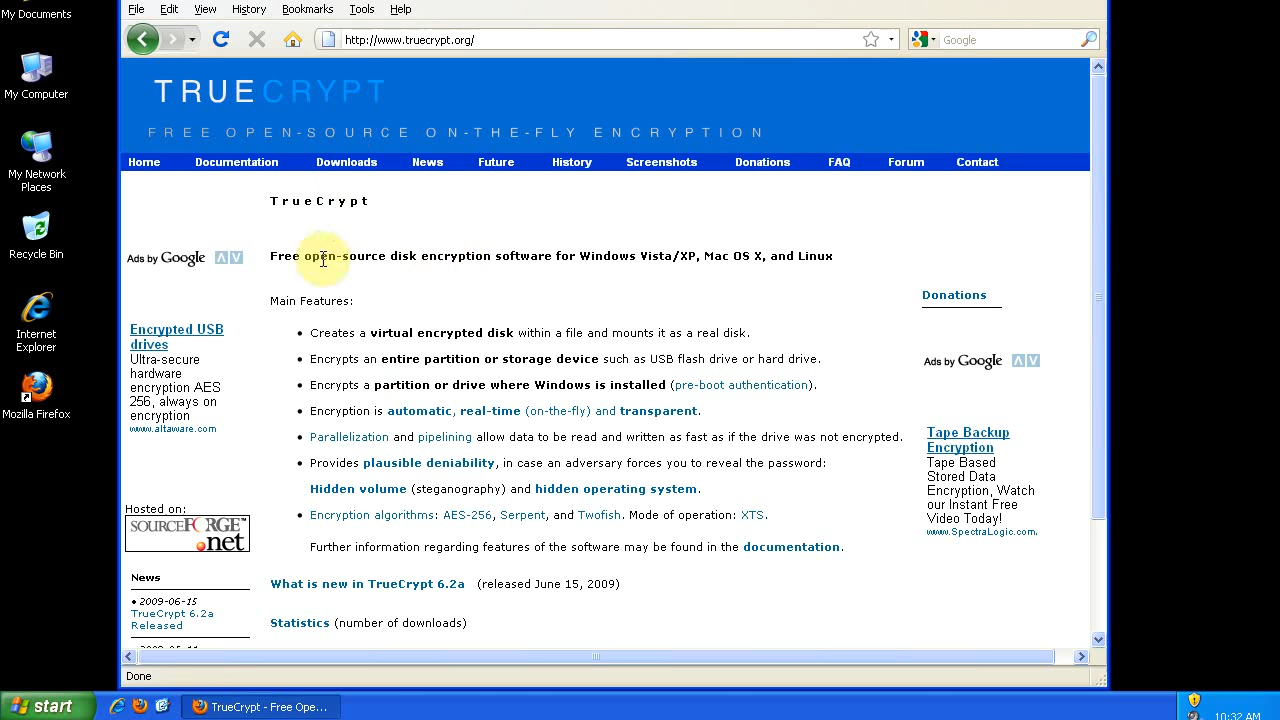 My Documents
My Computer
My Network
Places
Recycle Bin
Internet
Explorer
Mozilla Firefox
File Edit View History Bookmarks Tools Help
http://www.truecrypt.org/
Google
TRUECRYPT
FREE OPEN-SOURCE ON-THE-FLY ENCRYPTION
Home Documentation Downloads News Future History Screenshots Donations FAQ Forum Contact
TrueCrypt
Ads by Google
Free open-source disk encryption software for Windows Vista/XP, Mac OS X, and Linux
Main Features:
• Creates a virtual encrypted disk within a file and mounts it as a real disk.
• Encrypts an entire partition or storage device such as USB flash drive or hard drive.
• Encrypts a partition or drive where Windows is installed (pre-boot authentication).
• Encryption is automatic, real-time (on-the-fly) and transparent.
• Parallelization and pipelining allow data to be read and written as fast as if the drive was not encrypted.
• Provides plausible deniability, in case an adversary forces you to reveal the password:
Hidden volume (steganography) and hidden operating system.
• Encryption algorithms: AES-256, Serpent, and Twofish. Mode of operation: XTS.
Further information regarding features of the software may be found in the documentation.
What is new in TrueCrypt 6.2a (released June 15, 2009)
Statistics (number of downloads)
Encrypted USB
drives
Ultra-secure
hardware
encryption AES
256, always on
encryption
www.altaware.com
Hosted on:
SOURCEFORGE™
.net
News
• 2009-06-15
TrueCrypt 6.2a
Released
Donations
Ads by Google
Tape Backup
Encryption
Tape Based
Stored Data
Encryption, Watch
our Instant Free
Video Today!
www.SpectraLogic.com.
Done
start
TrueCrypt - Free Ope...
10:32 AM